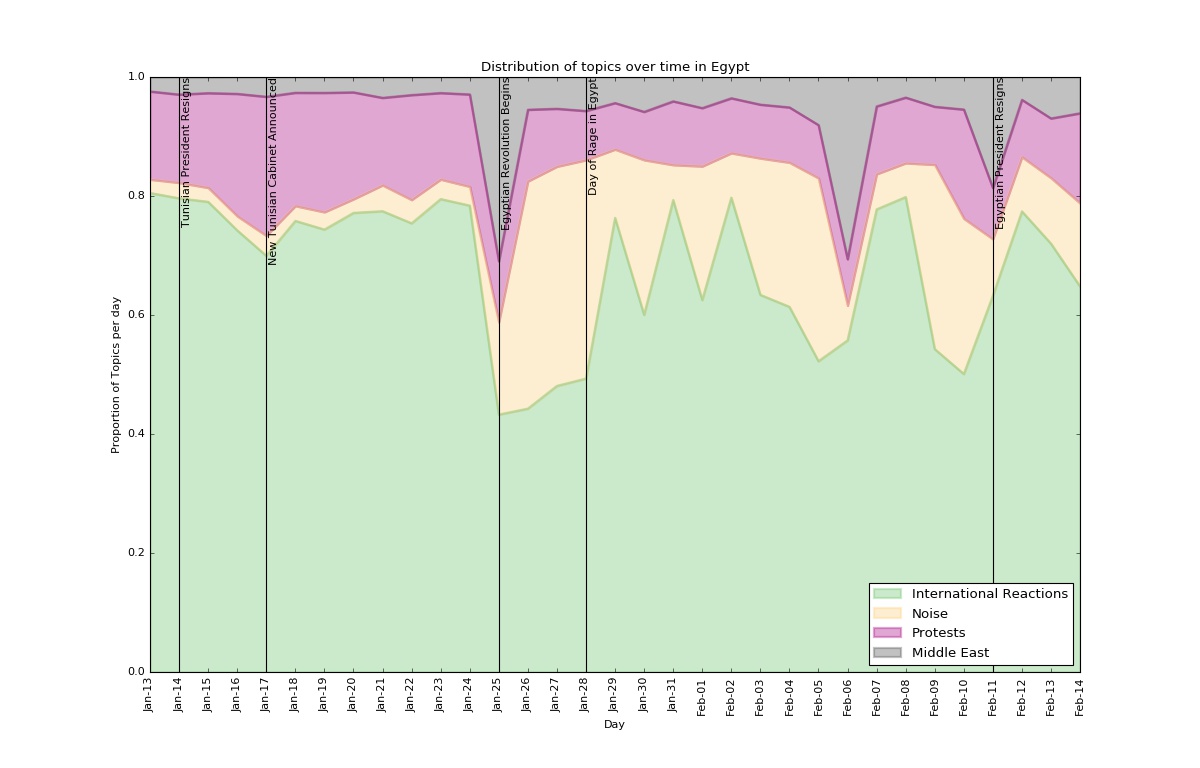 Distribution of topics over time in Egypt
1.0
0.8
0.6
0.4
0.2
0.0
Proportion of Topics per day
Tunisian President Resigns
New Tunisian Cabinet Announced
Egyptian Revolution Begins
Day of Rage in Egypt
Egyptian President Resigns
International Reactions
Noise
Protests
Middle East
Jan-13
Jan-14
Jan-15
Jan-16
Jan-17
Jan-18
Jan-19
Jan-20
Jan-21
Jan-22
Jan-23
Jan-24
Jan-25
Jan-26
Jan-27
Jan-28
Jan-29
Jan-30
Jan-31
Feb-01
Feb-02
Feb-03
Feb-04
Feb-05
Feb-06
Feb-07
Feb-08
Feb-09
Feb-10
Feb-11
Feb-12
Feb-13
Feb-14
Day